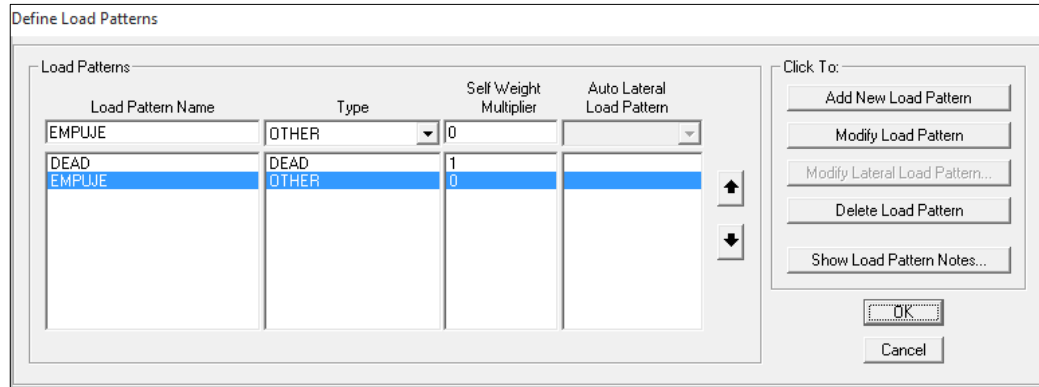 Define Load Patterns
Load Patterns
Click To:
Load Pattern Name Type Self Weight Multiplier Auto Lateral Load Pattern
EMPUJE OTHER 0
DEAD DEAD 1
EMPUJE OTHER 0
Add New Load Pattern
Modify Load Pattern
Modify Lateral Load Pattern...
Delete Load Pattern
Show Load Pattern Notes...
OK
Cancel